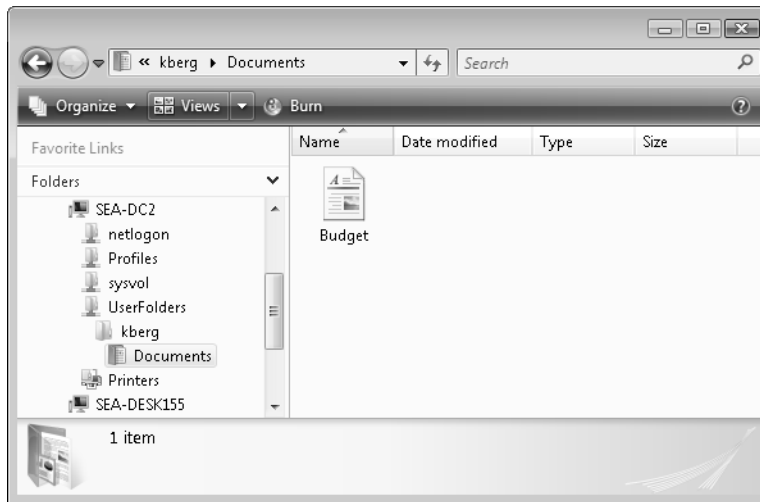 « kberg Documents
Search
Organize Views Burn
Favorite Links
Name Date modified Type Size
Folders
SEA-DC2
netlogon
Profiles
sysvol
UserFolders
kberg
Documents
Printers
SEA-DESK155
Budget
1 item